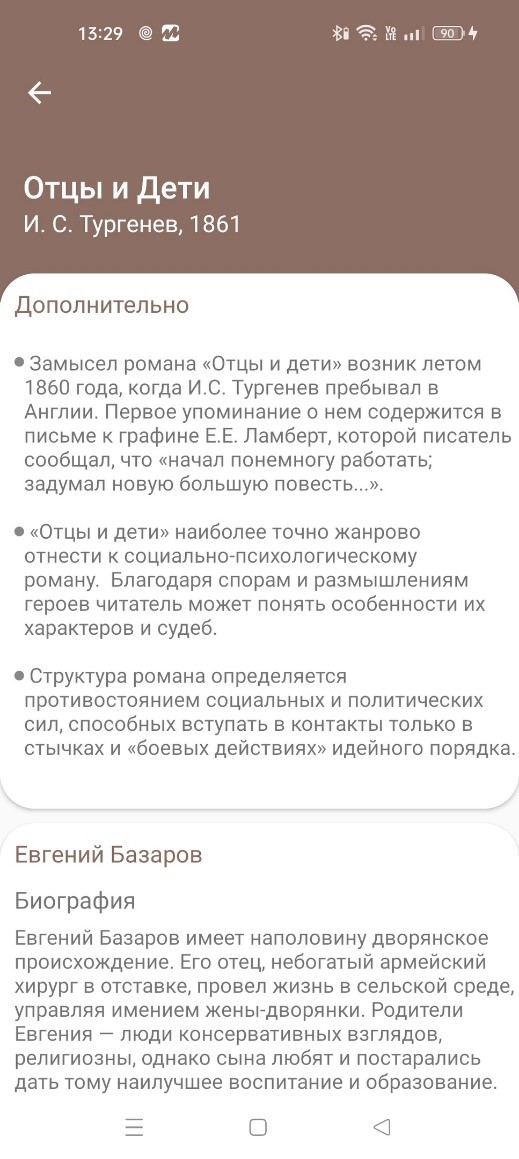 13:29
Vo
LTE
90
Отцы и Дети
И. С. Тургенев, 1861
Дополнительно
● Замысел романа «Отцы и дети» возник летом
1860 года, когда И.С. Тургенев пребывал в
Англии. Первое упоминание о нем содержится в
письме к графине Е.Е. Ламберт, которой писатель
сообщал, что «начал понемногу работать;
задумал новую большую повесть...».
● «Отцы и дети» наиболее точно жанрово
отнести к социально-психологическому
роману.  Благодаря спорам и размышлениям
героев читатель может понять особенности их
характеров и судеб.
● Структура романа определяется
противостоянием социальных и политических
сил, способных вступать в контакты только в
стычках и «боевых действиях» идейного порядка.
Евгений Базаров
Биография
Евгений Базаров имеет наполовину дворянское
происхождение. Его отец, небогатый армейский
хирург в отставке, провел жизнь в сельской среде,
управляя имением жены-дворянки. Родители
Евгения — люди консервативных взглядов,
религиозны, однако сына любят и постарались
дать тому наилучшее воспитание и образование.